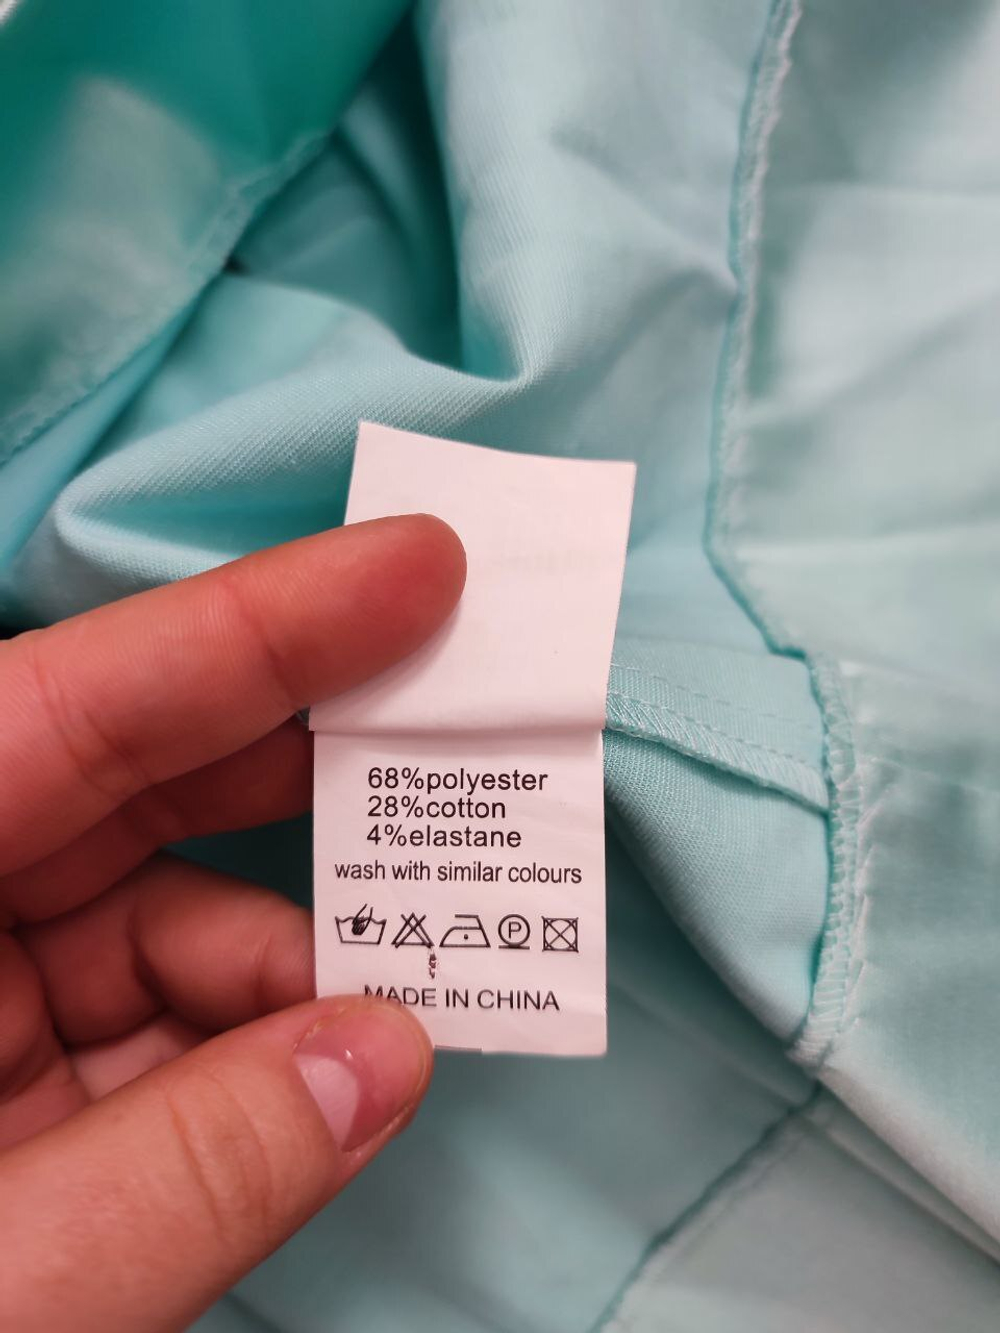 68%polyester
28%cotton
4%elastane
wash with similar colours
P
MADE IN CHINA